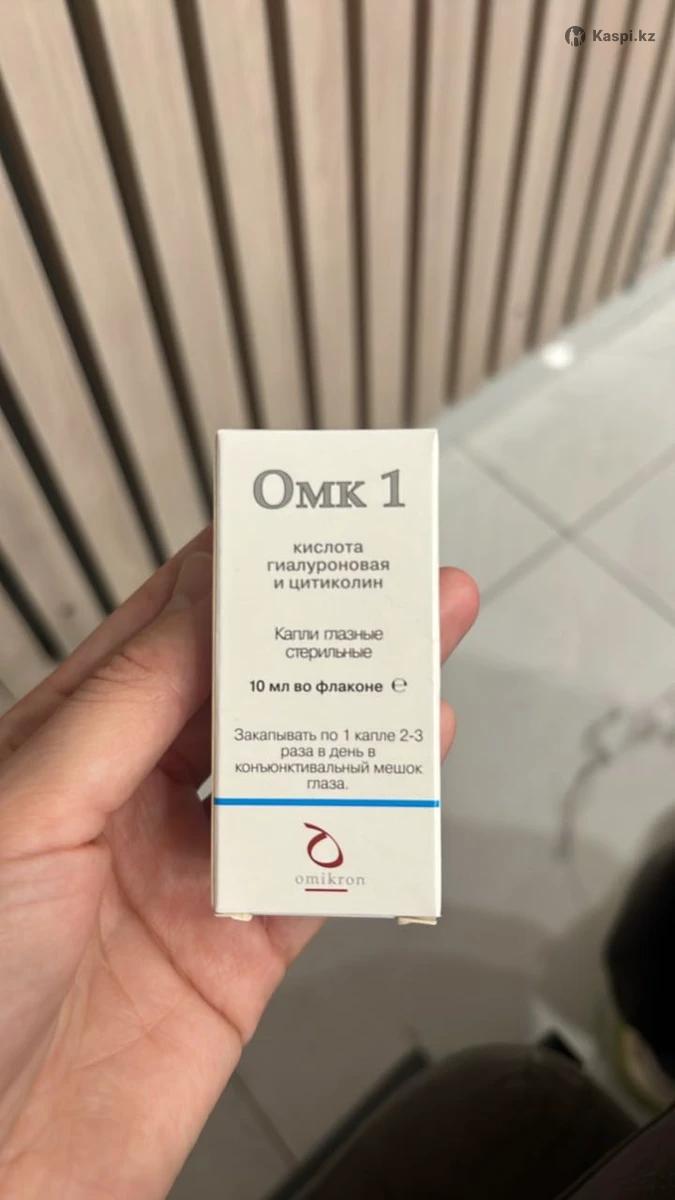 Kaspi.kz
Омк 1
кислота
гиалуроновая
и цитиколин
Капли глазные
стерильные
10 мл во флаконе ℮
Закапывать по 1 капле 2-3
раза в день в
конъюнктивальный мешок
глаза.
omikron